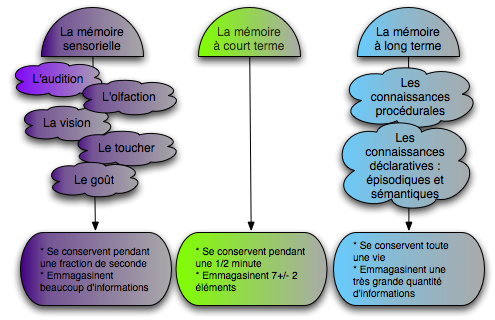 La mémoire
sensorielle
L'audition
L'olfaction
La vision
Le toucher
Le goût
* Se conservent pendant
une fraction de seconde
* Emmagasinent
beaucoup d'informations
La mémoire
à court terme
* Se conservent pendant
une 1/2 minute
* Emmagasinent 7+/- 2
éléments
La mémoire
à long terme
Les
connaissances
procédurales
Les
connaissances
déclaratives :
épisodiques et
sémantiques
* Se conservent toute
une vie
* Emmagasinent une
très grande quantité
d'informations